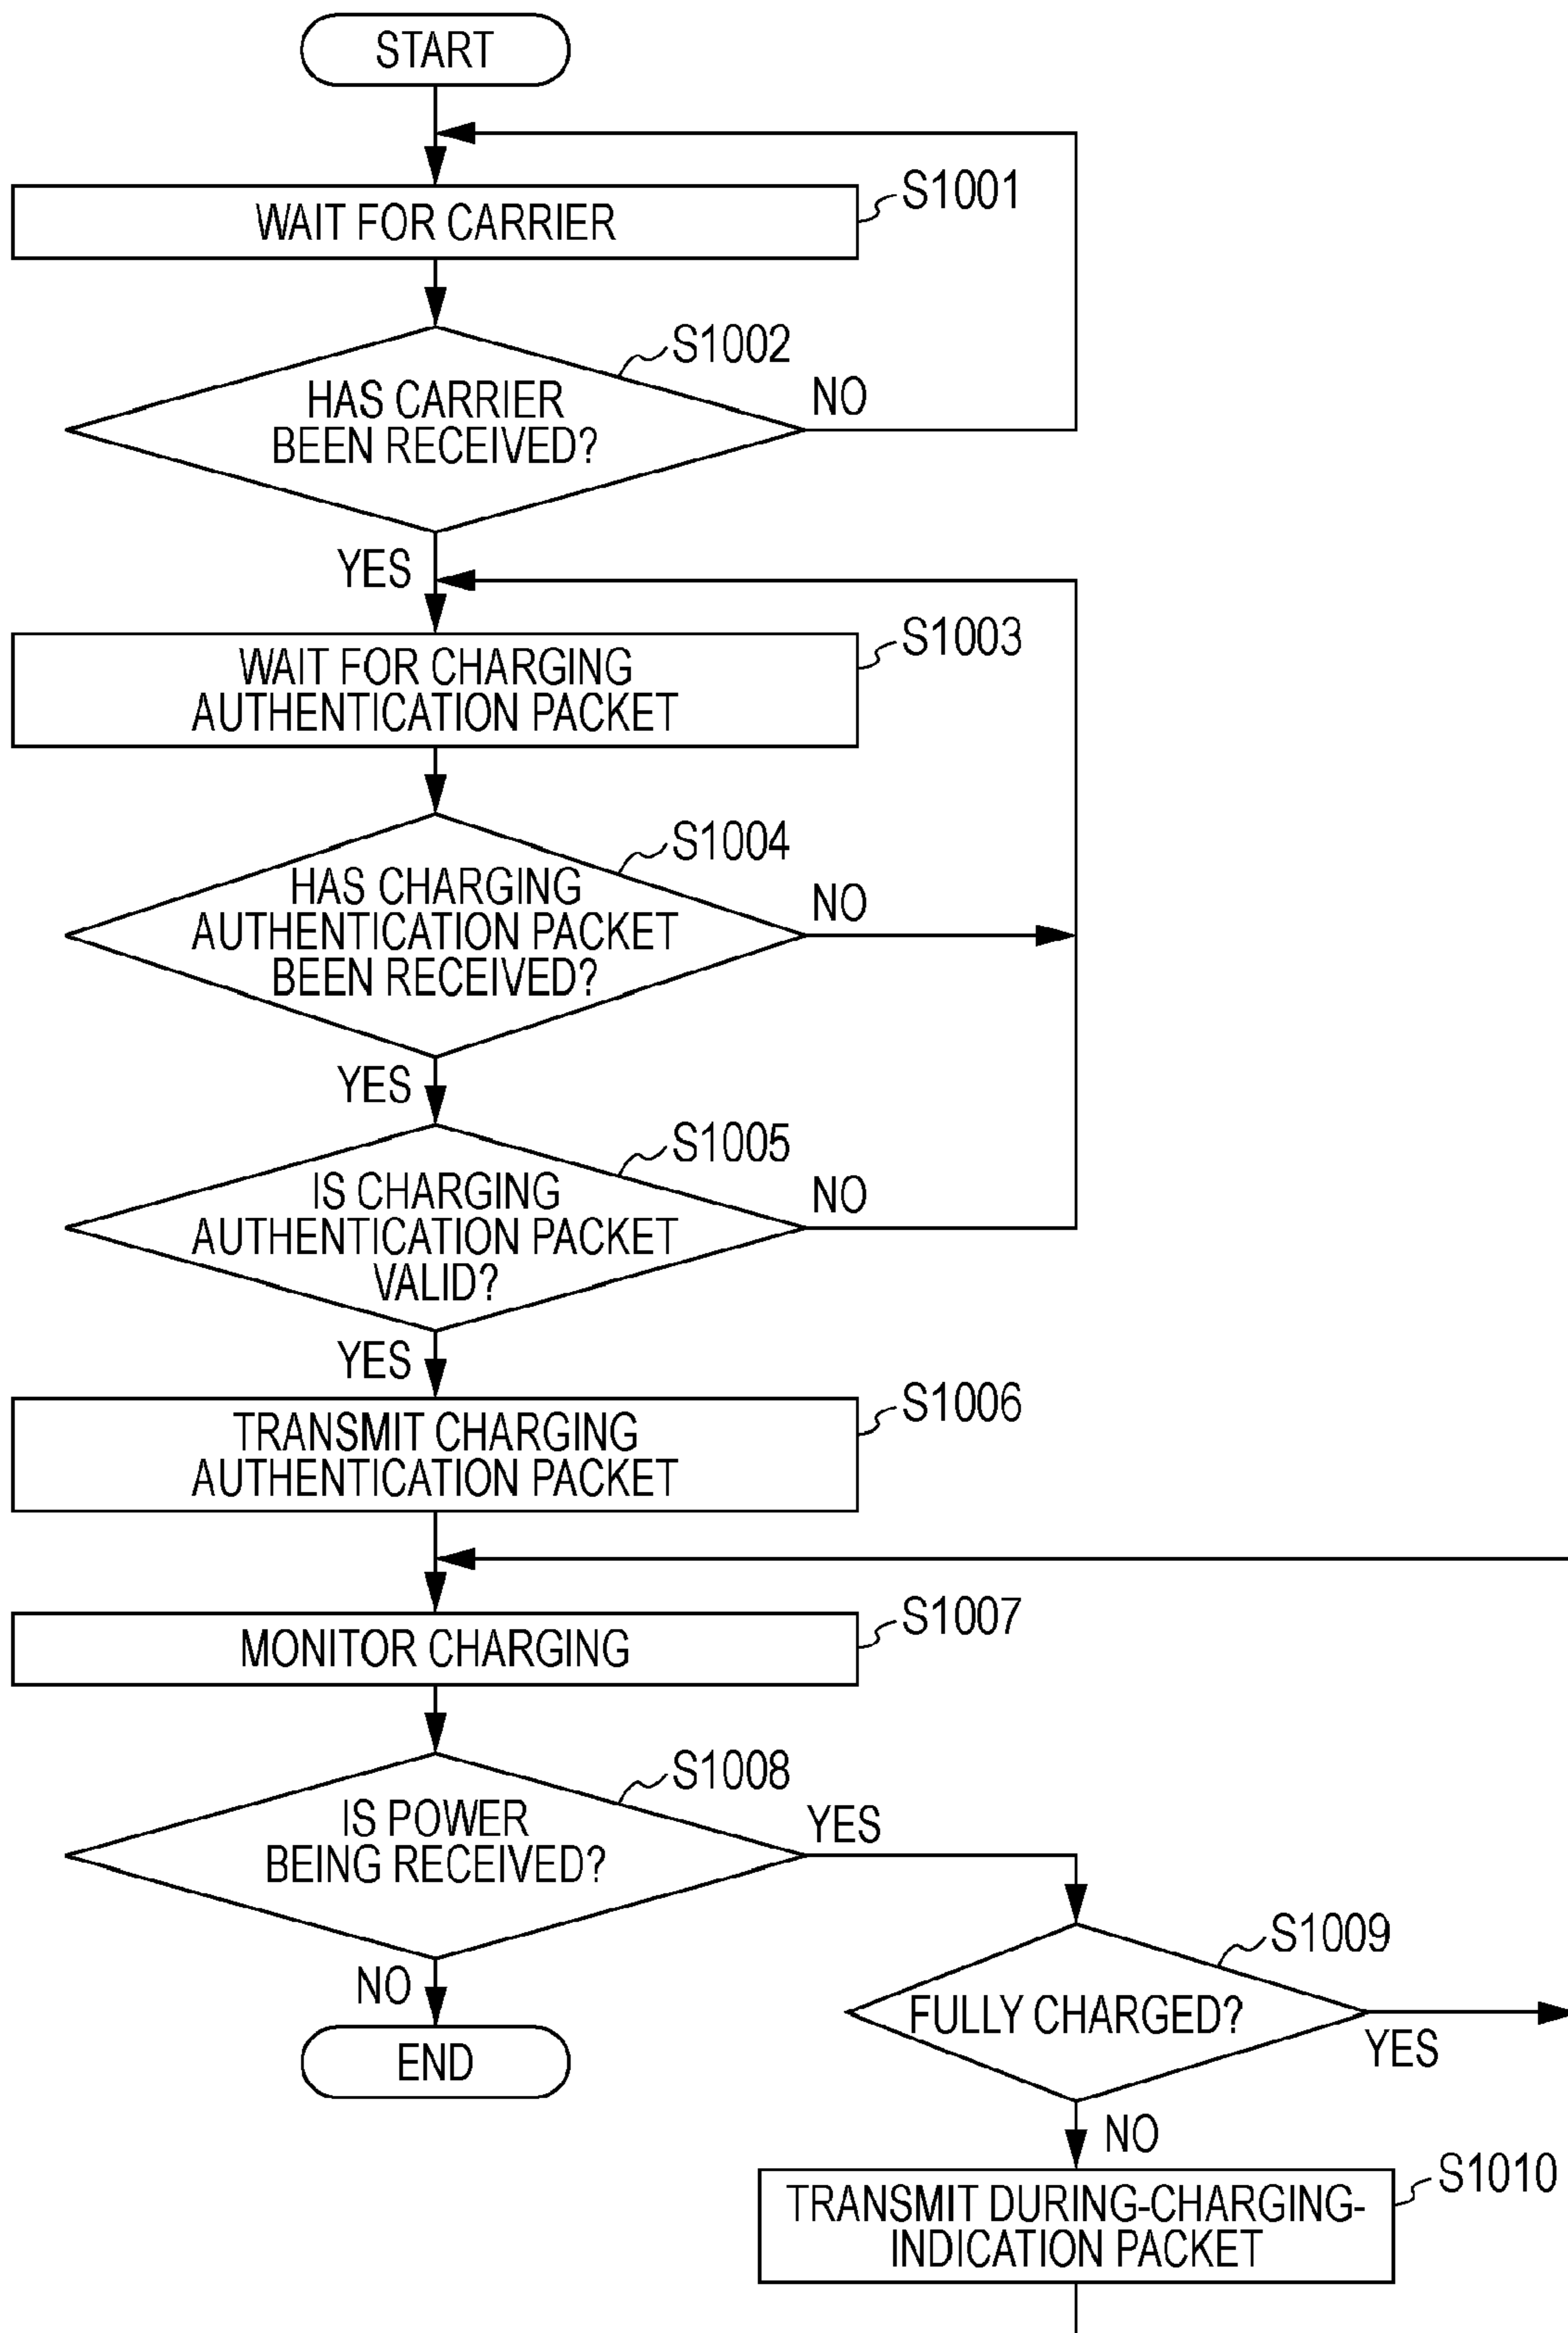 START
WAIT FOR CARRIER
S1001
S1002
HAS CARRIER
BEEN RECEIVED?
NO
YES
S1003
WAIT FOR CHARGING
AUTHENTICATION PACKET
S1004
HAS CHARGING
AUTHENTICATION PACKET
BEEN RECEIVED?
NO
YES
S1005
IS CHARGING
AUTHENTICATION PACKET
VALID?
NO
YES
S1006
TRANSMIT CHARGING
AUTHENTICATION PACKET
S1007
MONITOR CHARGING
S1008
IS POWER
BEING RECEIVED?
YES
NO
END
S1009
FULLY CHARGED?
YES
NO
S1010
TRANSMIT DURING-CHARGING-
INDICATION PACKET